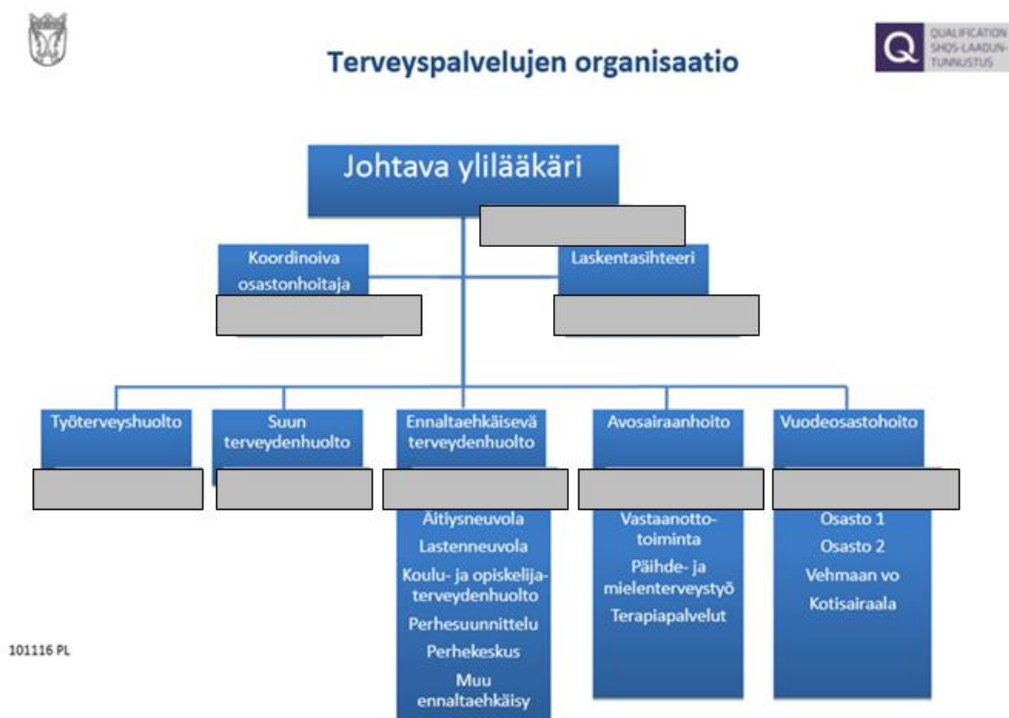 Terveyspalvelujen organisaatio
QUALIFICATION
SHQS-LAADUN-
TUNNUSTUS
Q
Johtava ylilääkäri
Koordinoiva
osastonhoitaja
Laskentasihteeri
Työterveyshuolto
Suun
terveydenhuolto
Ennaltaehkäisevä
terveydenhuolto
Äitiysneuvola
Lastenneuvola
Koulu- ja opiskelija-
terveydenhuolto
Perhesuunnittelu
Perhekeskus
Muu
ennaltaehkäisy
Avosairaanhoito
Vastaanotto-
toiminta
Päihde- ja
mielenterveystyö
Terapiapalvelut
Vuodeosastohoito
Osasto 1
Osasto 2
Vehmaan vo
Kotisairaala
101116 PL